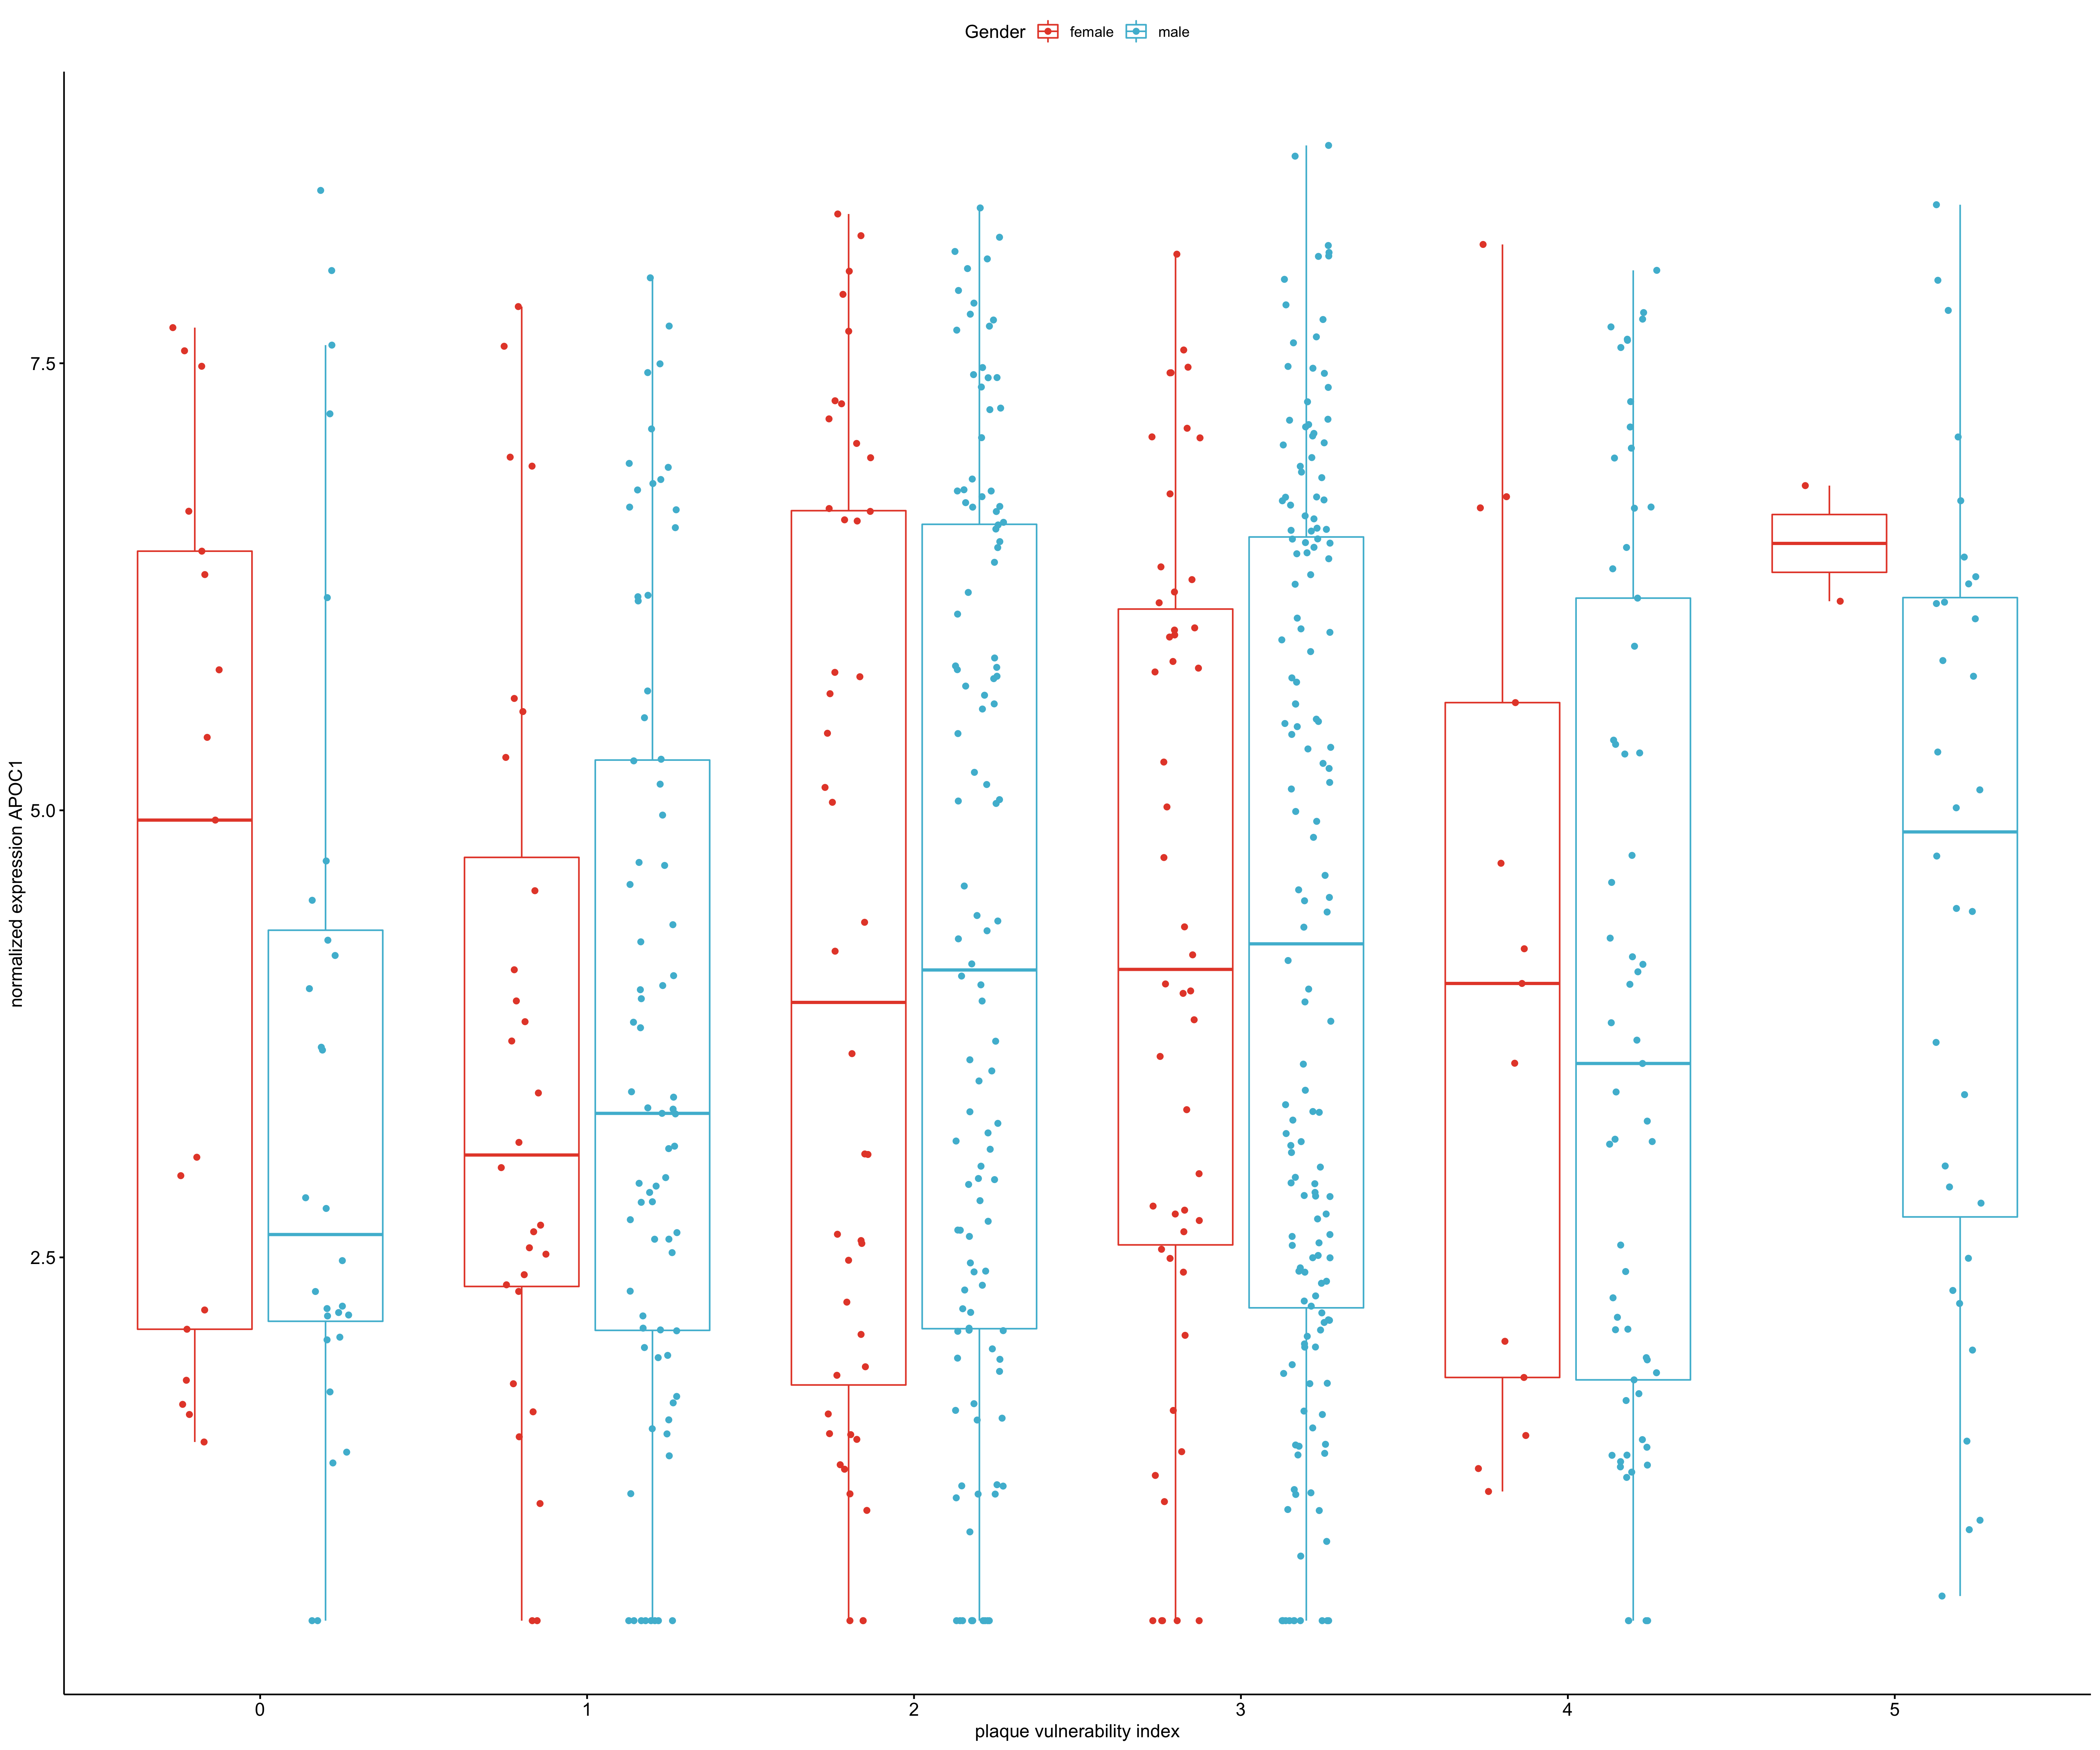 Gender female male
normalized expression APOC1
7.5
5.0
2.5
0 1 2 3 4 5
plaque vulnerability index